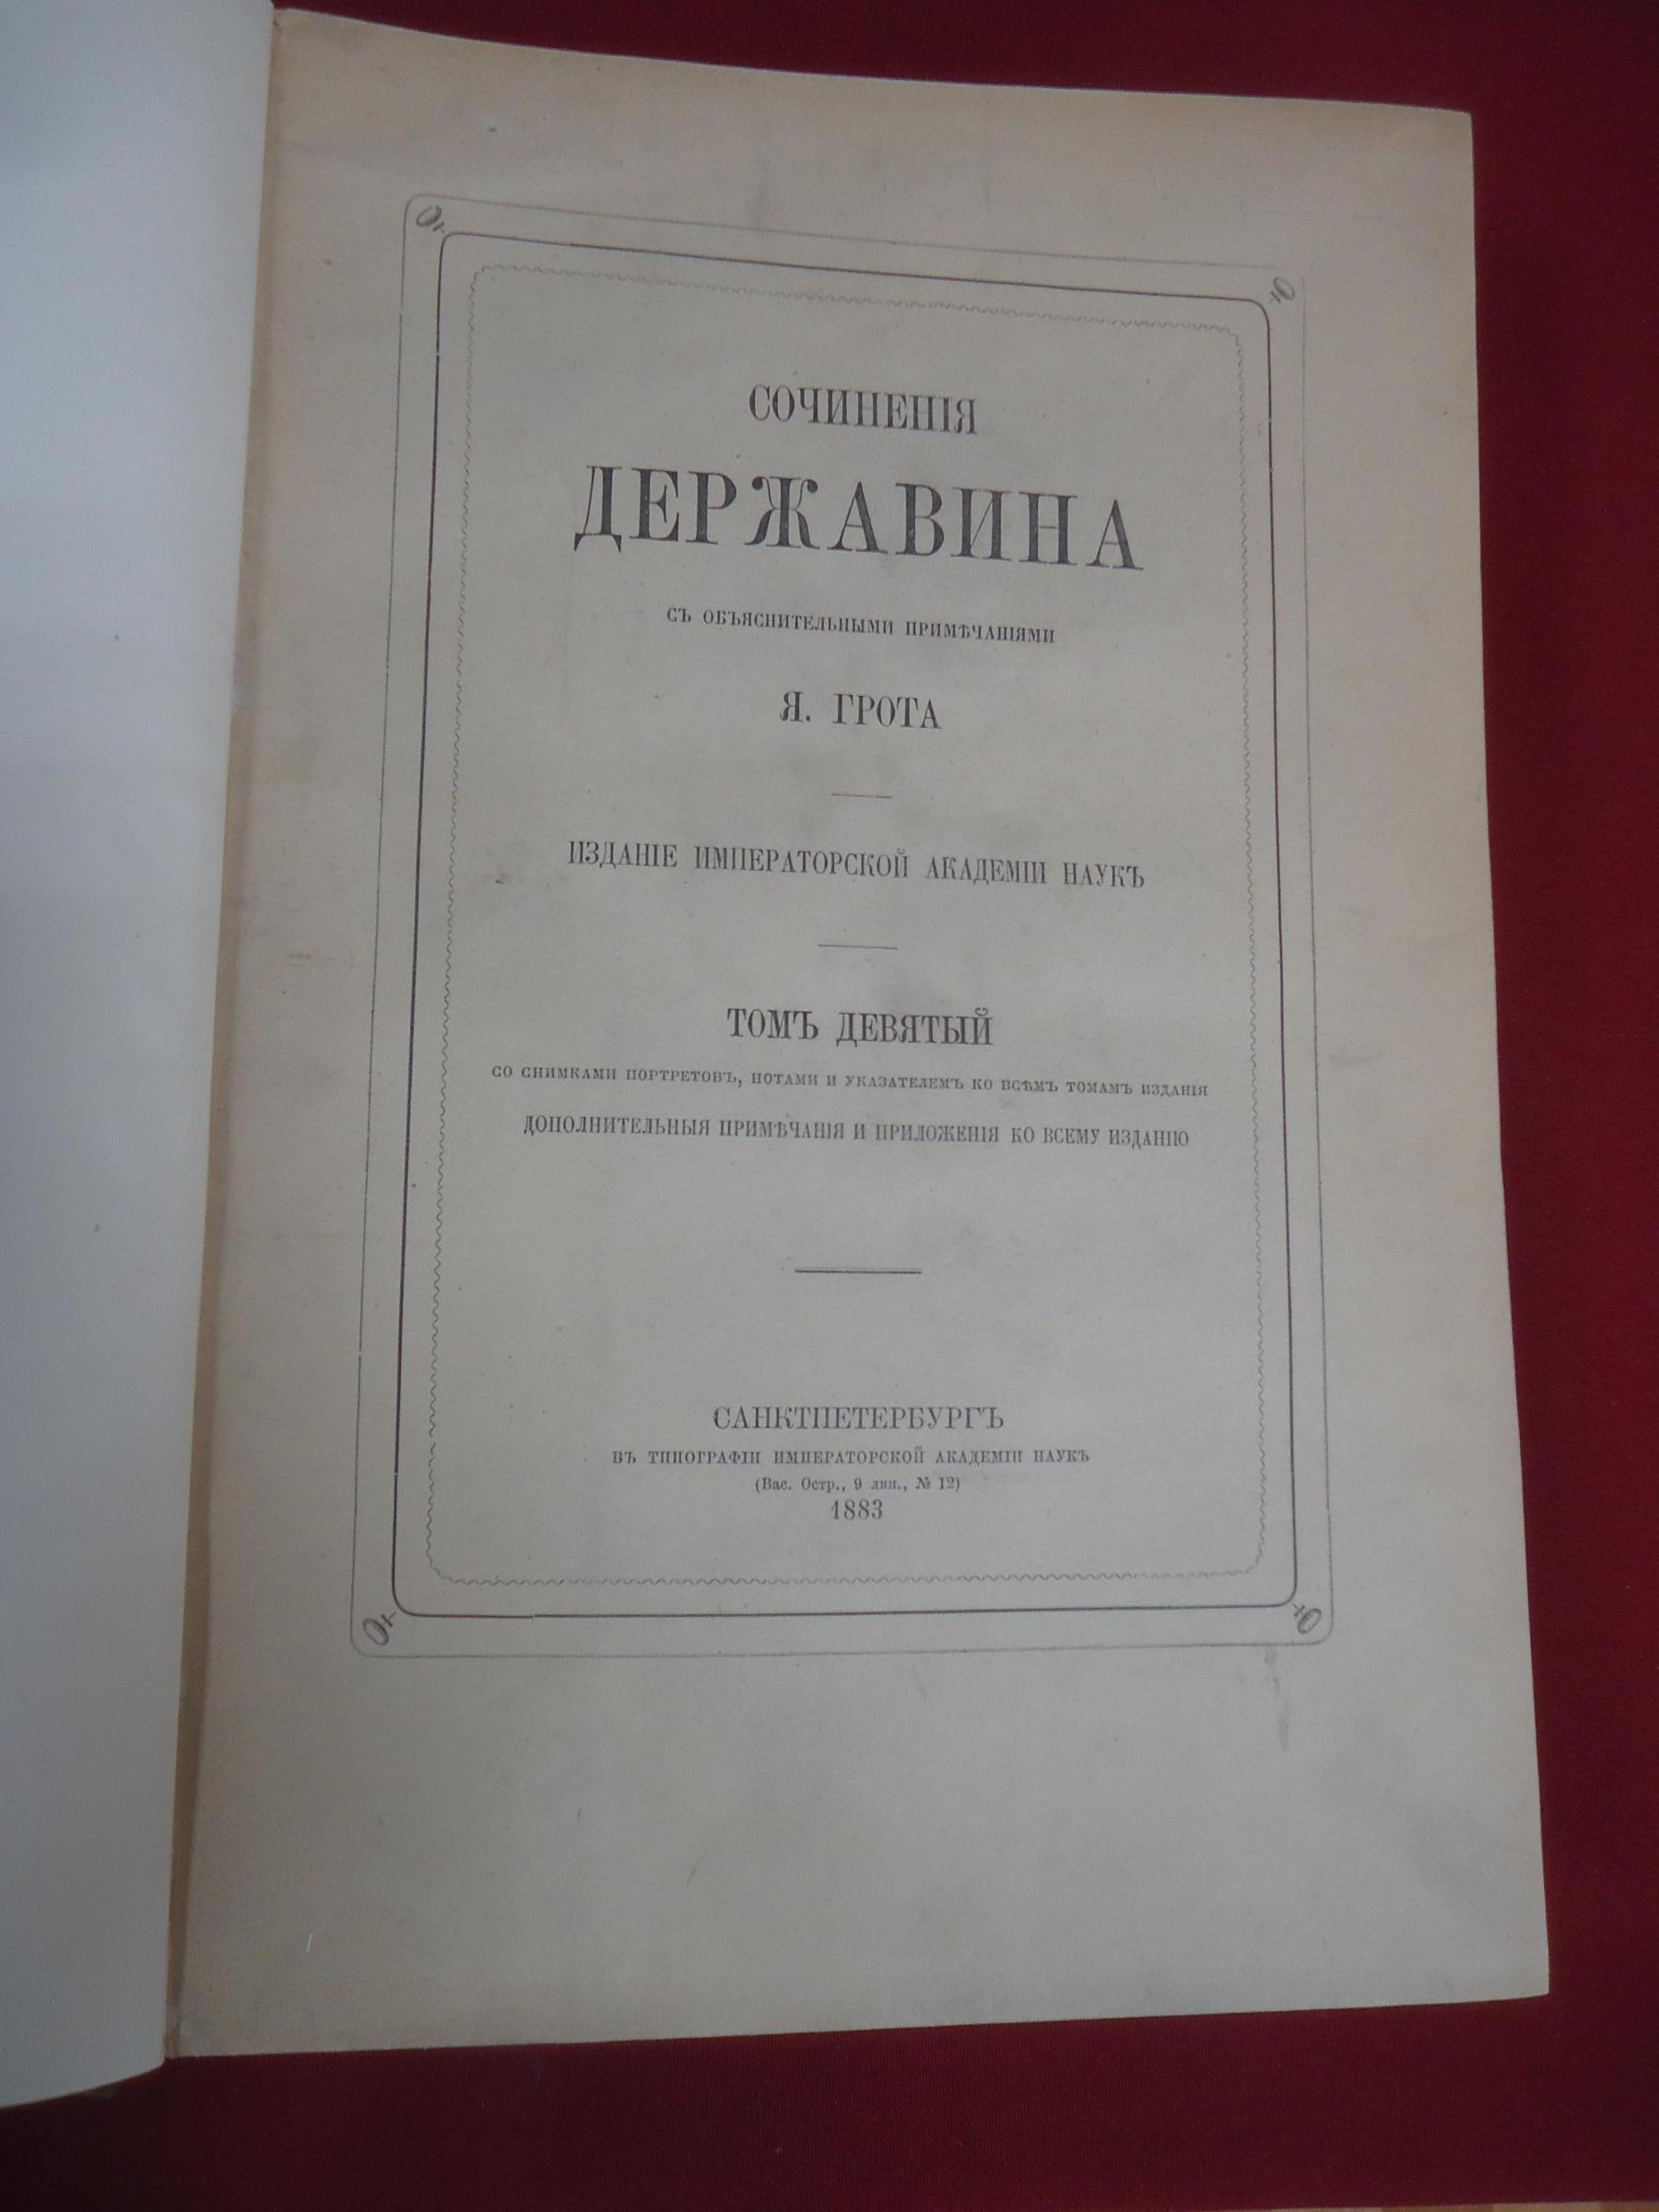 СОЧИНЕНІЯ
ДЕРЖАВИНА
СЪ ОБЪЯСНИТЕЛЬНЫМИ ПРИМѢЧАНІЯМИ
Я. ГРОТА
ИЗДАНІЕ ИМПЕРАТОРСКОЙ АКАДЕМІИ НАУКЪ
ТОМЪ ДЕВЯТЫЙ
СО СНИМКАМИ ПОРТРЕТОВЪ, НОТАМИ И УКАЗАТЕЛЕМЪ КО ВСѢМЪ ТОМАМЪ ИЗДАНІЯ
ДОПОЛНИТЕЛЬНЫЯ ПРИМѢЧАНІЯ И ПРИЛОЖЕНІЯ КО ВСЕМУ ИЗДАНІЮ
САНКТПЕТЕРБУРГЪ
ВЪ ТИПОГРАФІИ ИМПЕРАТОРСКОЙ АКАДЕМІИ НАУКЪ
(Вас. Остр., 9 лин., № 12)
1883